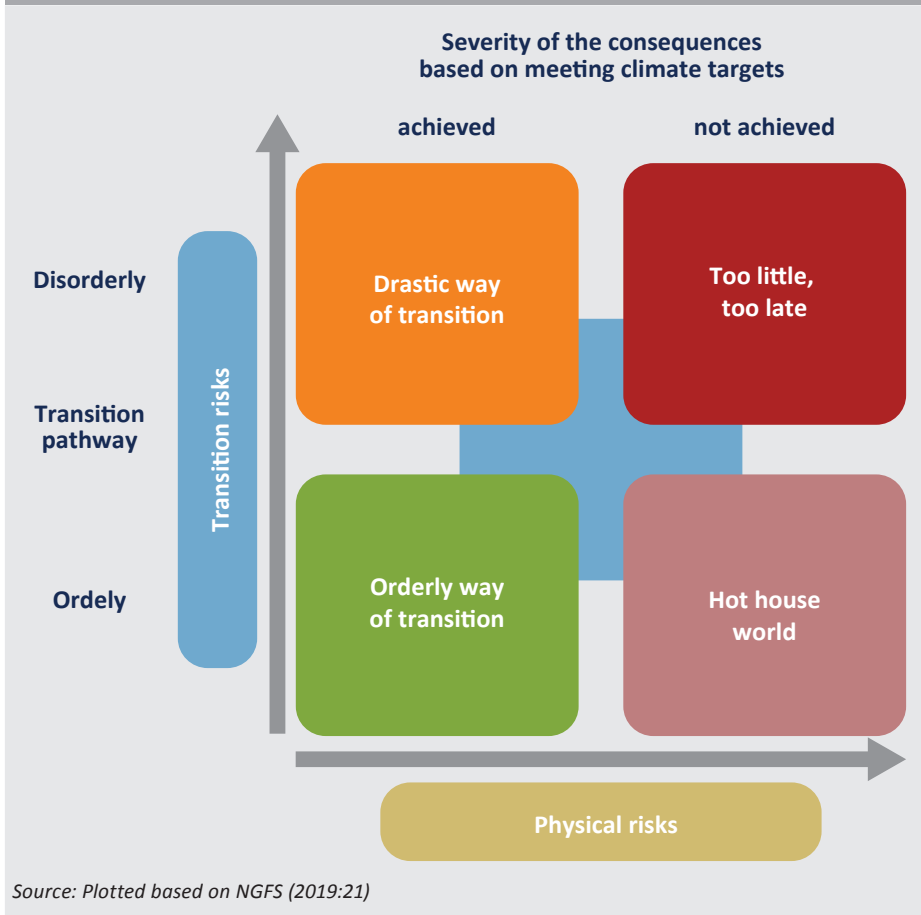 Severity of the consequences
based on meeting climate targets
achieved
not achieved
Disorderly
Transition
pathway
Ordely
Transition risks
Drastic way
of transition
Too little,
too late
Orderly way
of transition
Hot house
world
Physical risks
Source: Plotted based on NGFS (2019:21)